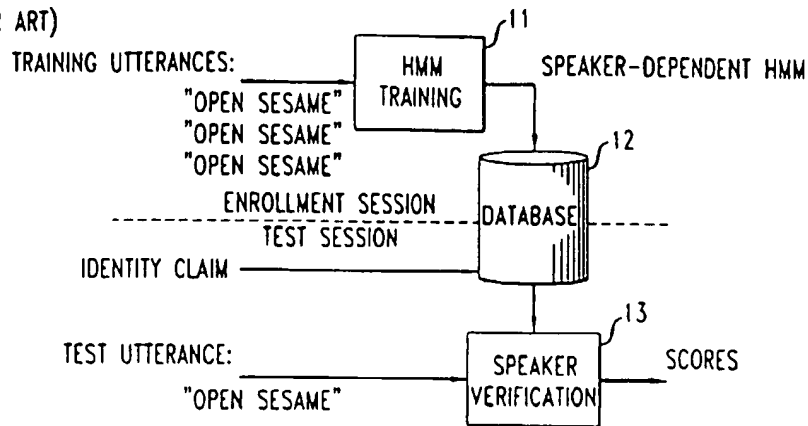 ART)
11
TRAINING UTTERANCES:
HMM
TRAINING
SPEAKER-DEPENDENT HMM
"OPEN SESAME"
"OPEN SESAME"
"OPEN SESAME"
12
ENROLLMENT SESSION
DATABASE
TEST SESSION
IDENTITY CLAIM
13
TEST UTTERANCE:
SPEAKER
VERIFICATION
SCORES
"OPEN SESAME"